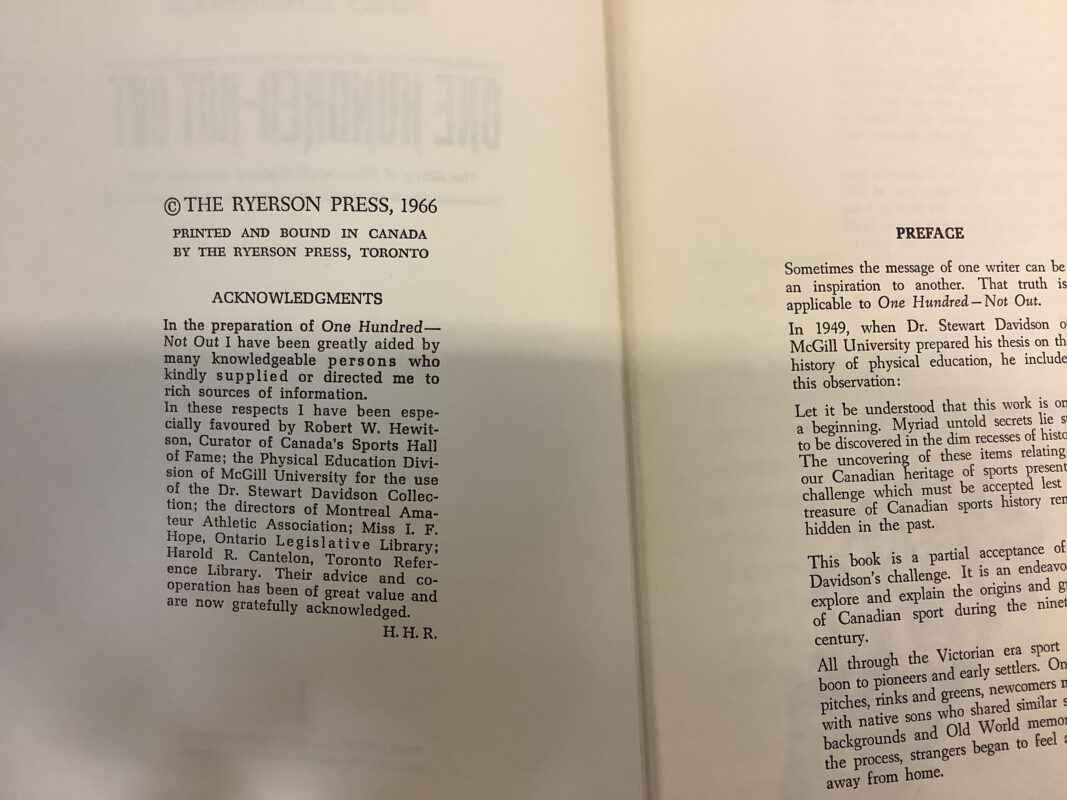 ONE HUNDRED-NOT OUT
© THE RYERSON PRESS, 1966
PRINTED AND BOUND IN CANADA
BY THE RYERSON PRESS, TORONTO
ACKNOWLEDGMENTS
In the preparation of One Hundred—
Not Out I have been greatly aided by
many knowledgeable persons who
kindly supplied or directed me to
rich sources of information.
In these respects I have been espe-
cially favoured by Robert W. Hewit-
son, Curator of Canada's Sports Hall
of Fame; the Physical Education Divi-
sion of McGill University for the use
of the Dr. Stewart Davidson Collec-
tion; the directors of Montreal Ama-
teur Athletic Association; Miss I. F.
Hope, Ontario Legislative Library;
Harold R. Cantelon, Toronto Refer-
ence Library. Their advice and co-
operation has been of great value and
are now gratefully acknowledged.
H. H. R.
PREFACE
Sometimes the message of one writer can be
an inspiration to another. That truth is
applicable to One Hundred—Not Out.
In 1949, when Dr. Stewart Davidson o
McGill University prepared his thesis on th
history of physical education, he include
this observation:
Let it be understood that this work is on
a beginning. Myriad untold secrets lie s
to be discovered in the dim recesses of histo
The uncovering of these items relating
our Canadian heritage of sports present
challenge which must be accepted lest
treasure of Canadian sports history rem
hidden in the past.
This book is a partial acceptance of
Davidson's challenge. It is an endeavo
explore and explain the origins and g
of Canadian sport during the ninet
century.
All through the Victorian era sport
boon to pioneers and early settlers. On
pitches, rinks and greens, newcomers m
with native sons who shared similar s
backgrounds and Old World memo
the process, strangers began to feel a
away from home.